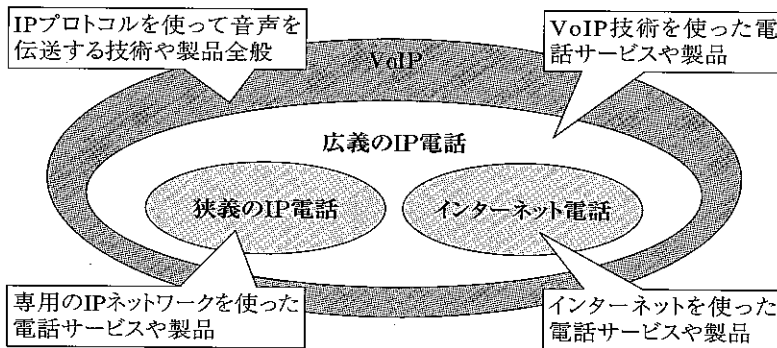 IPプロトコルを使って音声を
伝送する技術や製品全般
VoIP技術を使った電
話サービスや製品
VoIP
広義のIP電話
狭義のIP電話
インターネット電話
専用のIPネットワークを使った
電話サービスや製品
インターネットを使った
電話サービスや製品